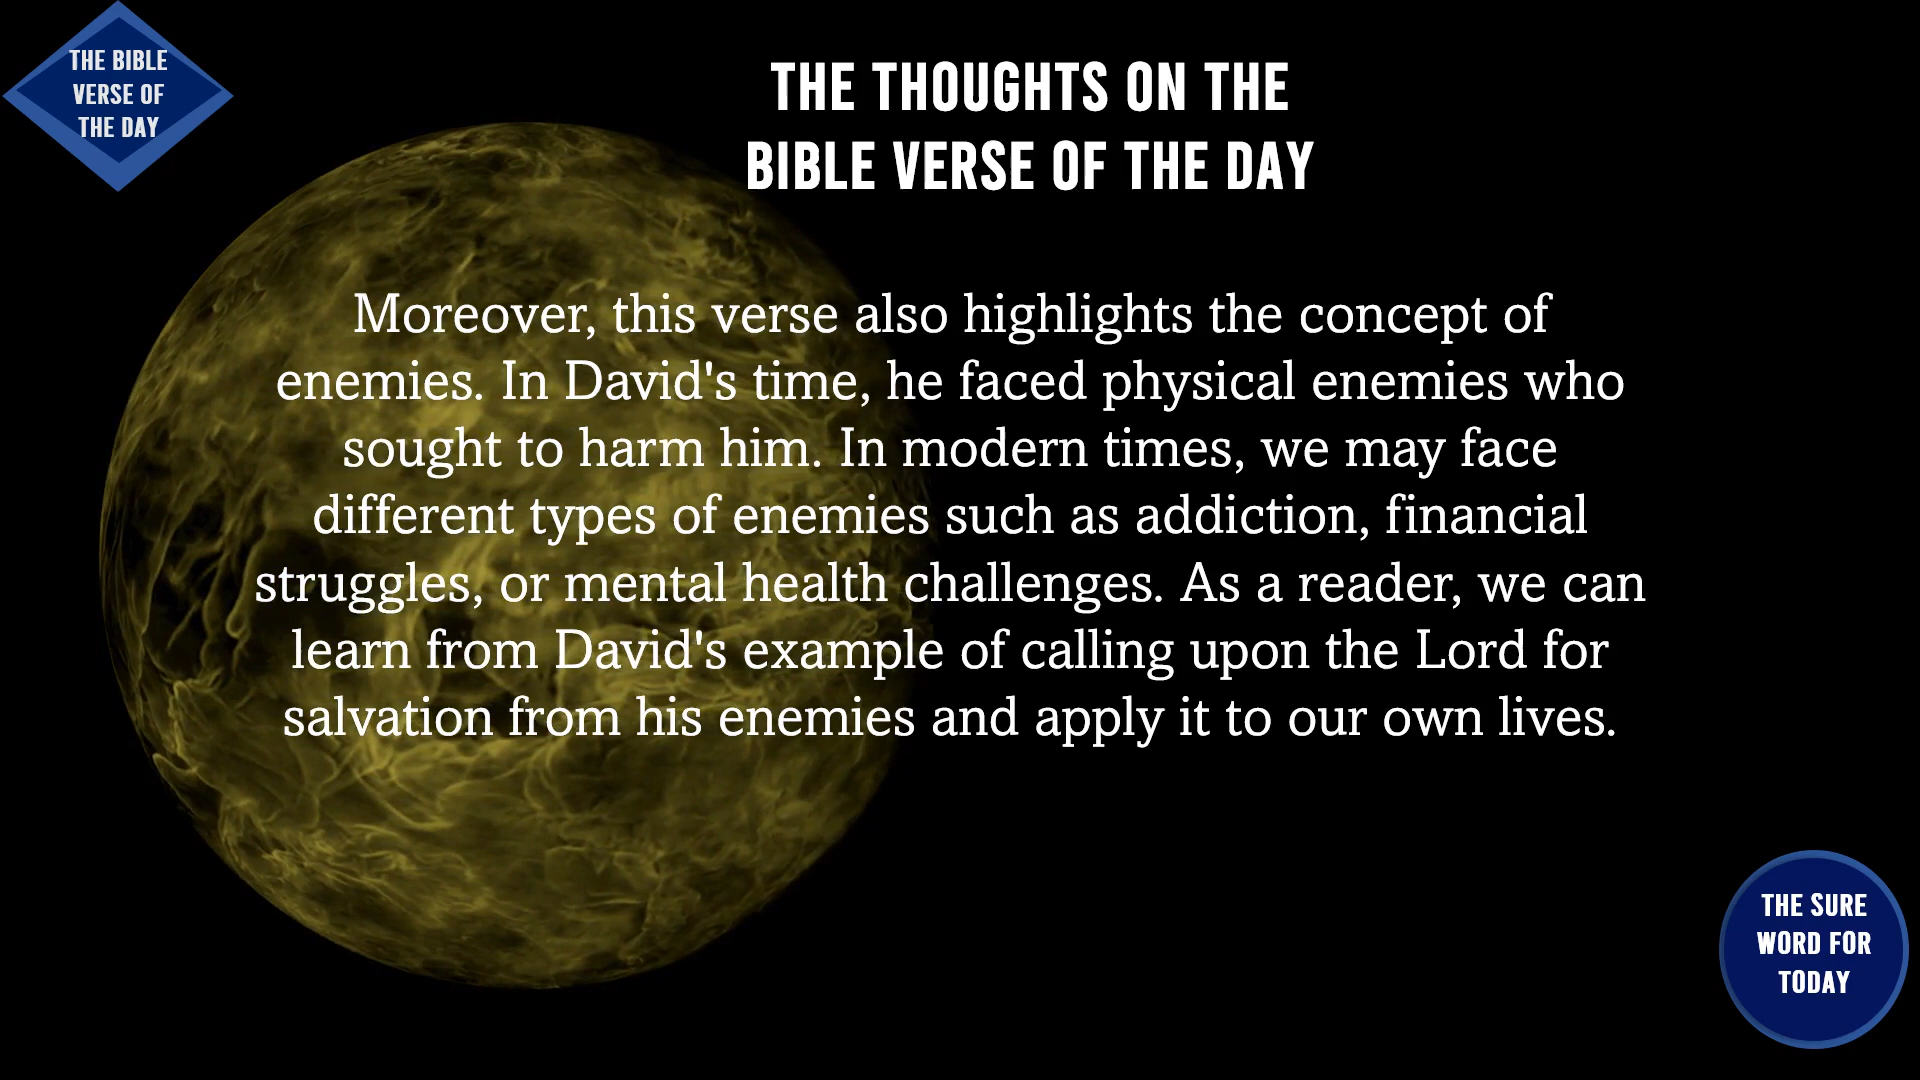 THE BIBLE
VERSE OF
THE DAY
THE THOUGHTS ON THE
BIBLE VERSE OF THE DAY
Moreover, this verse also highlights the concept of
enemies. In David's time, he faced physical enemies who
sought to harm him. In modern times, we may face
different types of enemies such as addiction, financial
struggles, or mental health challenges. As a reader, we can
learn from David's example of calling upon the Lord for
salvation from his enemies and apply it to our own lives.
THE SURE
WORD FOR
TODAY